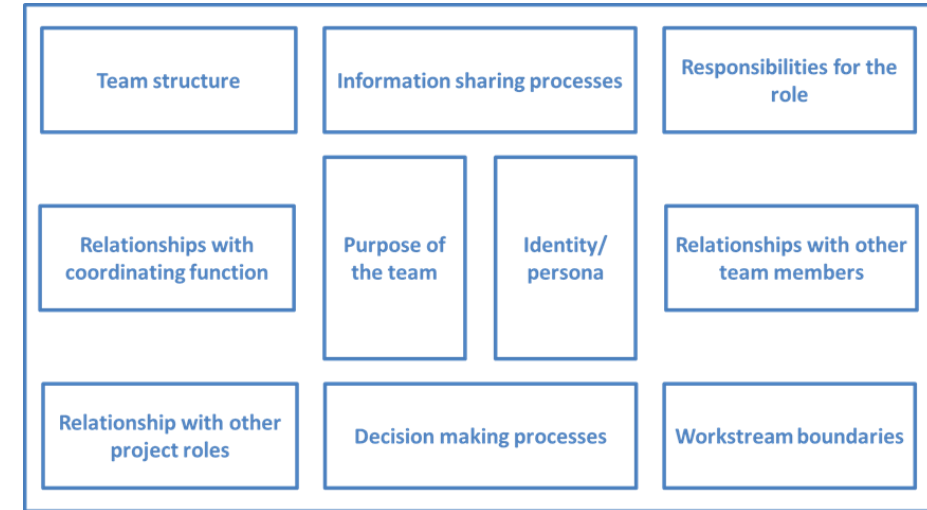 Team structure
Information sharing processes
Responsibilities for the
role
Relationships with
coordinating function
Purpose of
the team
Identity/
persona
Relationships with other
team members
Relationship with other
project roles
Decision making processes
Workstream boundaries